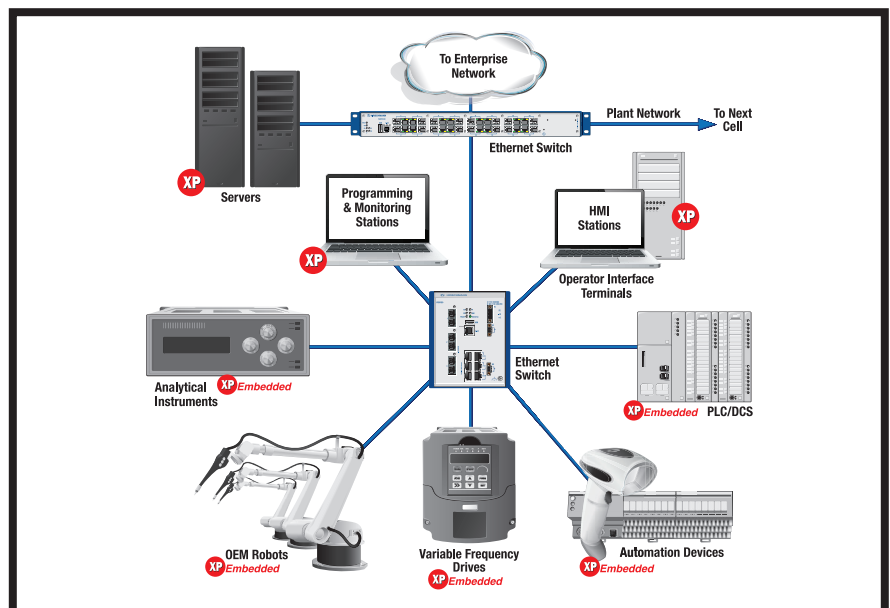 To Enterprise
Network
Plant Network
To Next
Cell
Ethernet Switch
XP
Servers
Programming
& Monitoring
Stations
XP
HMI
Stations
XP
Operator Interface
Terminals
Ethernet
Switch
Analytical
Instruments
XP Embedded
XP Embedded
PLC/DCS
OEM Robots
XP Embedded
Variable Frequency
Drives
XP Embedded
Automation Devices
XP Embedded